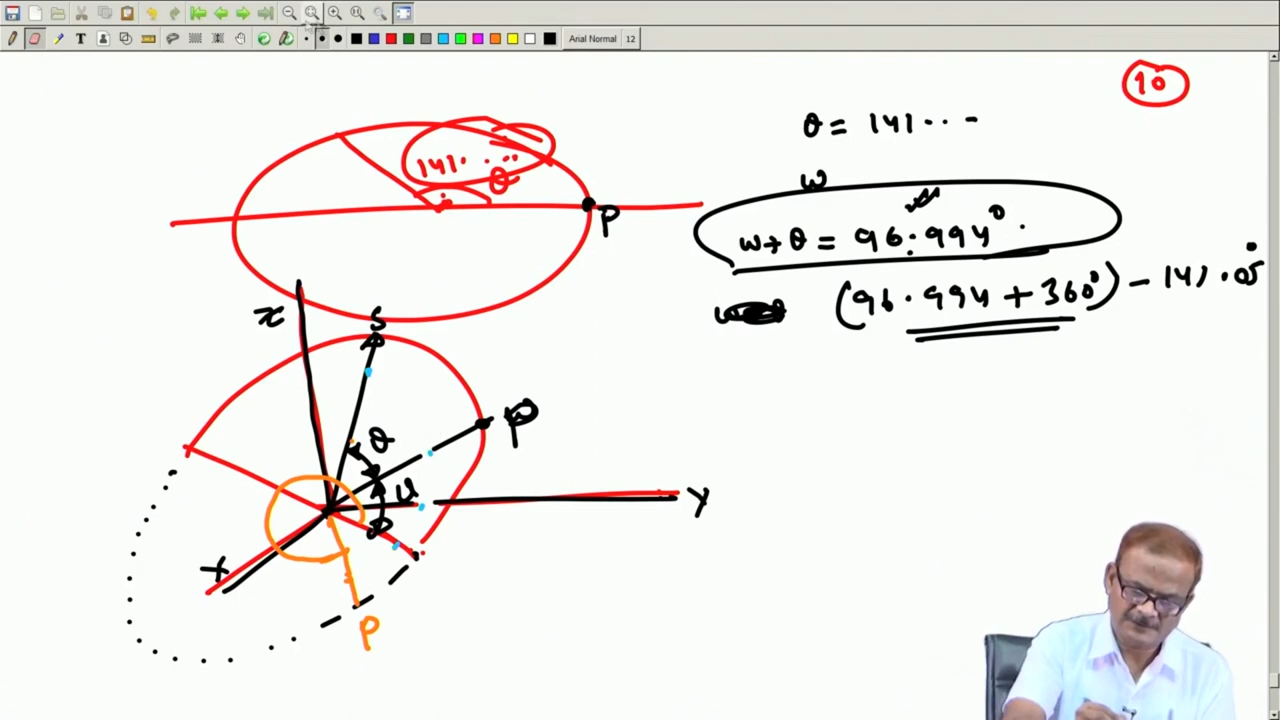 Arial Normal 12
10
θ = 141 . . -
ω
ω + θ = 96.994°
(96.994 + 360°) - 141.05
141. . .
θ
P
z
S
θ
P
Y
X
P